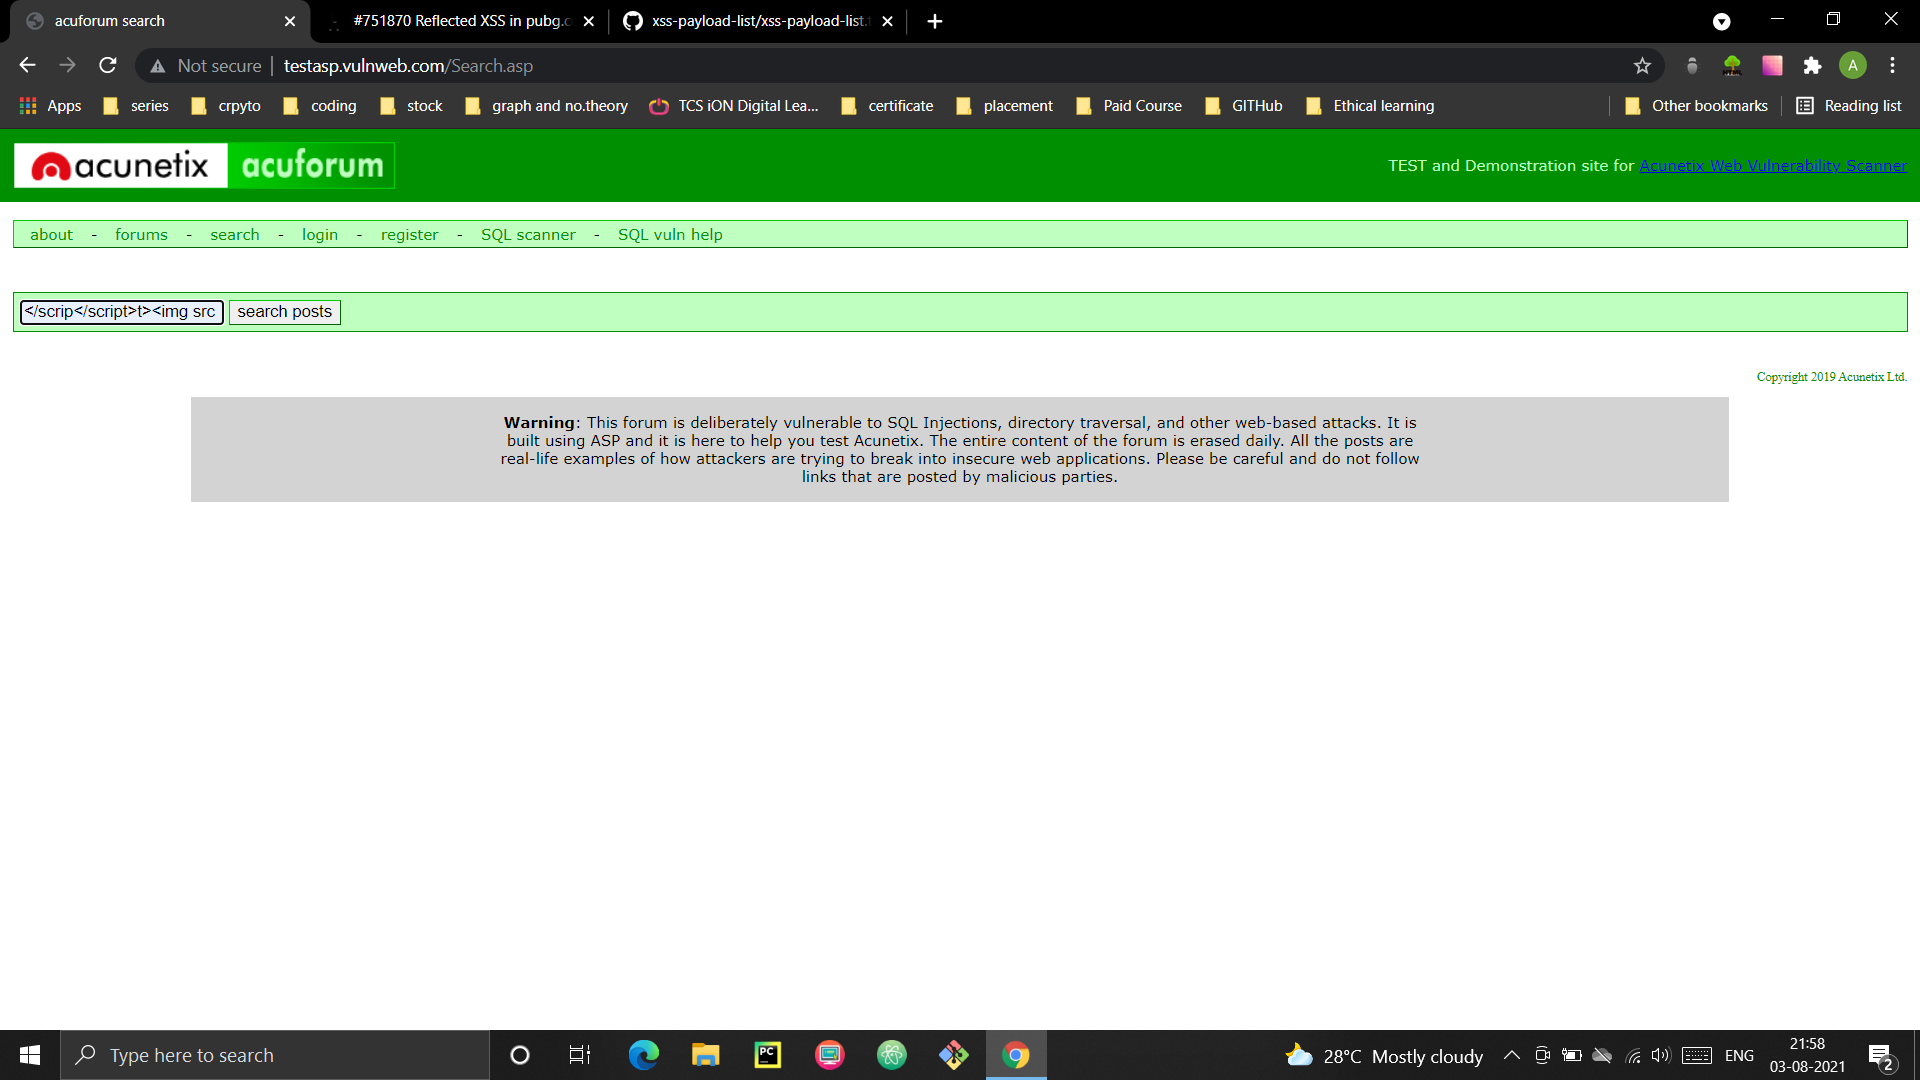 acuforum search
#751870 Reflected XSS in pubg.c
xss-payload-list/xss-payload-list.t
Not secure | testasp.vulnweb.com/Search.asp
A
Apps series crpyto coding stock graph and no.theory TCS iON Digital Lea... certificate placement Paid Course GITHub Ethical learning Other bookmarks Reading list
acunetix acuforum
TEST and Demonstration site for Acunetix Web Vulnerability Scanner
about - forums - search - login - register - SQL scanner - SQL vuln help
</scrip</script>t><img src search posts
Copyright 2019 Acunetix Ltd.
Warning: This forum is deliberately vulnerable to SQL Injections, directory traversal, and other web-based attacks. It is
built using ASP and it is here to help you test Acunetix. The entire content of the forum is erased daily. All the posts are
real-life examples of how attackers are trying to break into insecure web applications. Please be careful and do not follow
links that are posted by malicious parties.
Type here to search
PC
28°C Mostly cloudy
ENG
21:58
03-08-2021
2